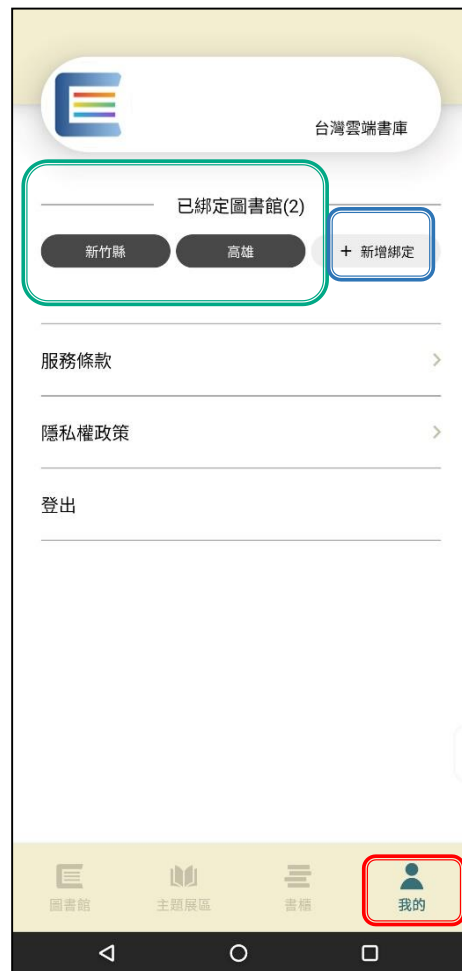 台灣雲端書庫
已綁定圖書館(2)
新竹縣 高雄 + 新增綁定
服務條款
隱私權政策
登出
圖書館 主題展區 書櫃 我的